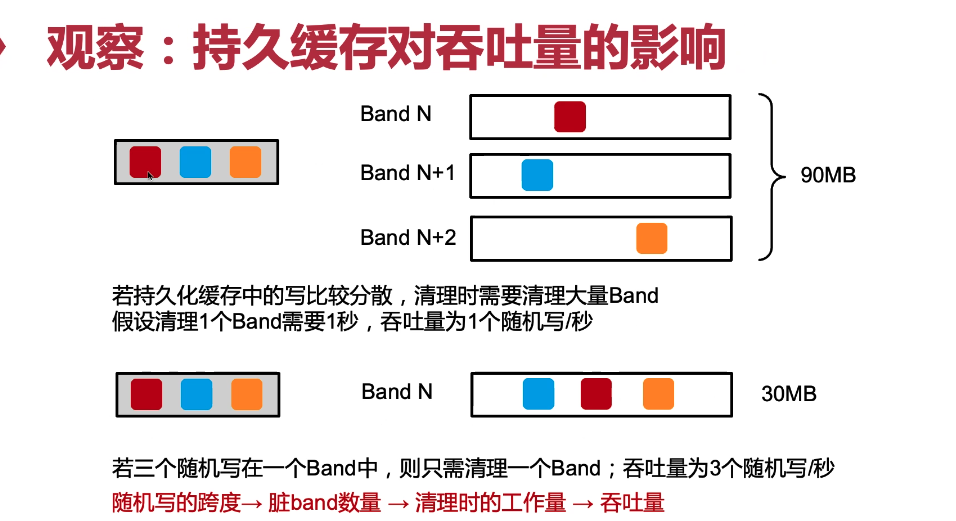 观察：持久缓存对吞吐量的影响
Band N
Band N+1
90MB
Band N+2
若持久化缓存中的写比较分散，清理时需要清理大量Band
假设清理1个Band需要1秒，吞吐量为1个随机写/秒
Band N
30MB
若三个随机写在一个Band中，则只需清理一个Band；吞吐量为3个随机写/秒
随机写的跨度→ 脏band数量 → 清理时的工作量 → 吞吐量